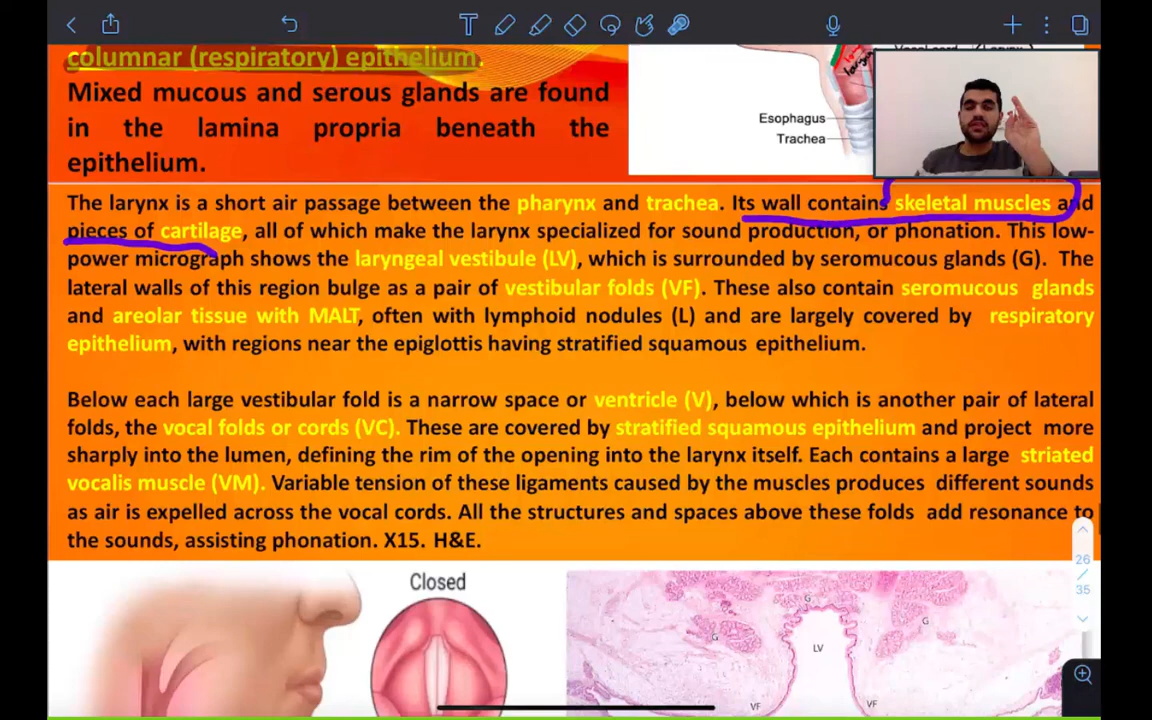 columnar (respiratory) epithelium.
Mixed mucous and serous glands are found
in the lamina propria beneath the
epithelium.
Esophagus
Trachea
The larynx is a short air passage between the pharynx and trachea. Its wall contains skeletal muscles and
pieces of cartilage, all of which make the larynx specialized for sound production, or phonation. This low-
power micrograph shows the laryngeal vestibule (LV), which is surrounded by seromucous glands (G). The
lateral walls of this region bulge as a pair of vestibular folds (VF). These also contain seromucous glands
and areolar tissue with MALT, often with lymphoid nodules (L) and are largely covered by respiratory
epithelium, with regions near the epiglottis having stratified squamous epithelium.
Below each large vestibular fold is a narrow space or ventricle (V), below which is another pair of lateral
folds, the vocal folds or cords (VC). These are covered by stratified squamous epithelium and project more
sharply into the lumen, defining the rim of the opening into the larynx itself. Each contains a large striated
vocalis muscle (VM). Variable tension of these ligaments caused by the muscles produces different sounds
as air is expelled across the vocal cords. All the structures and spaces above these folds add resonance to
the sounds, assisting phonation. X15. H&E.
26
/
35
Closed
G
G
G
LV
VF
VF